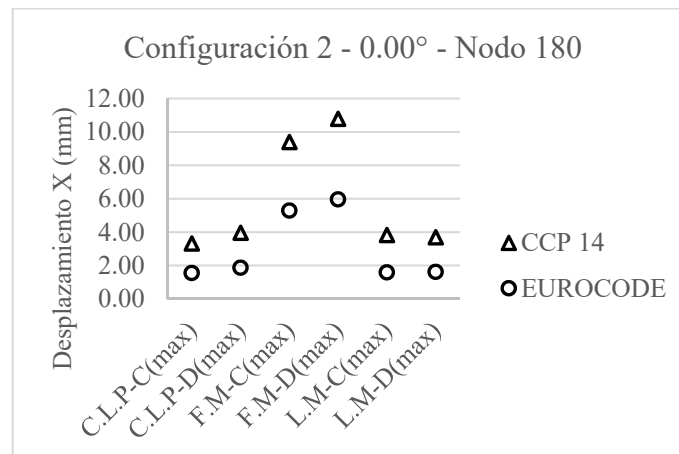 Configuración 2 - 0.00° - Nodo 180
Desplazamiento X (mm)
12.00
10.00
8.00
6.00
4.00
2.00
0.00
C.L.P-C(max)
C.L.P-D(max)
F.M-C(max)
F.M-D(max)
L.M-C(max)
L.M-D(max)
CCP 14
EUROCODE